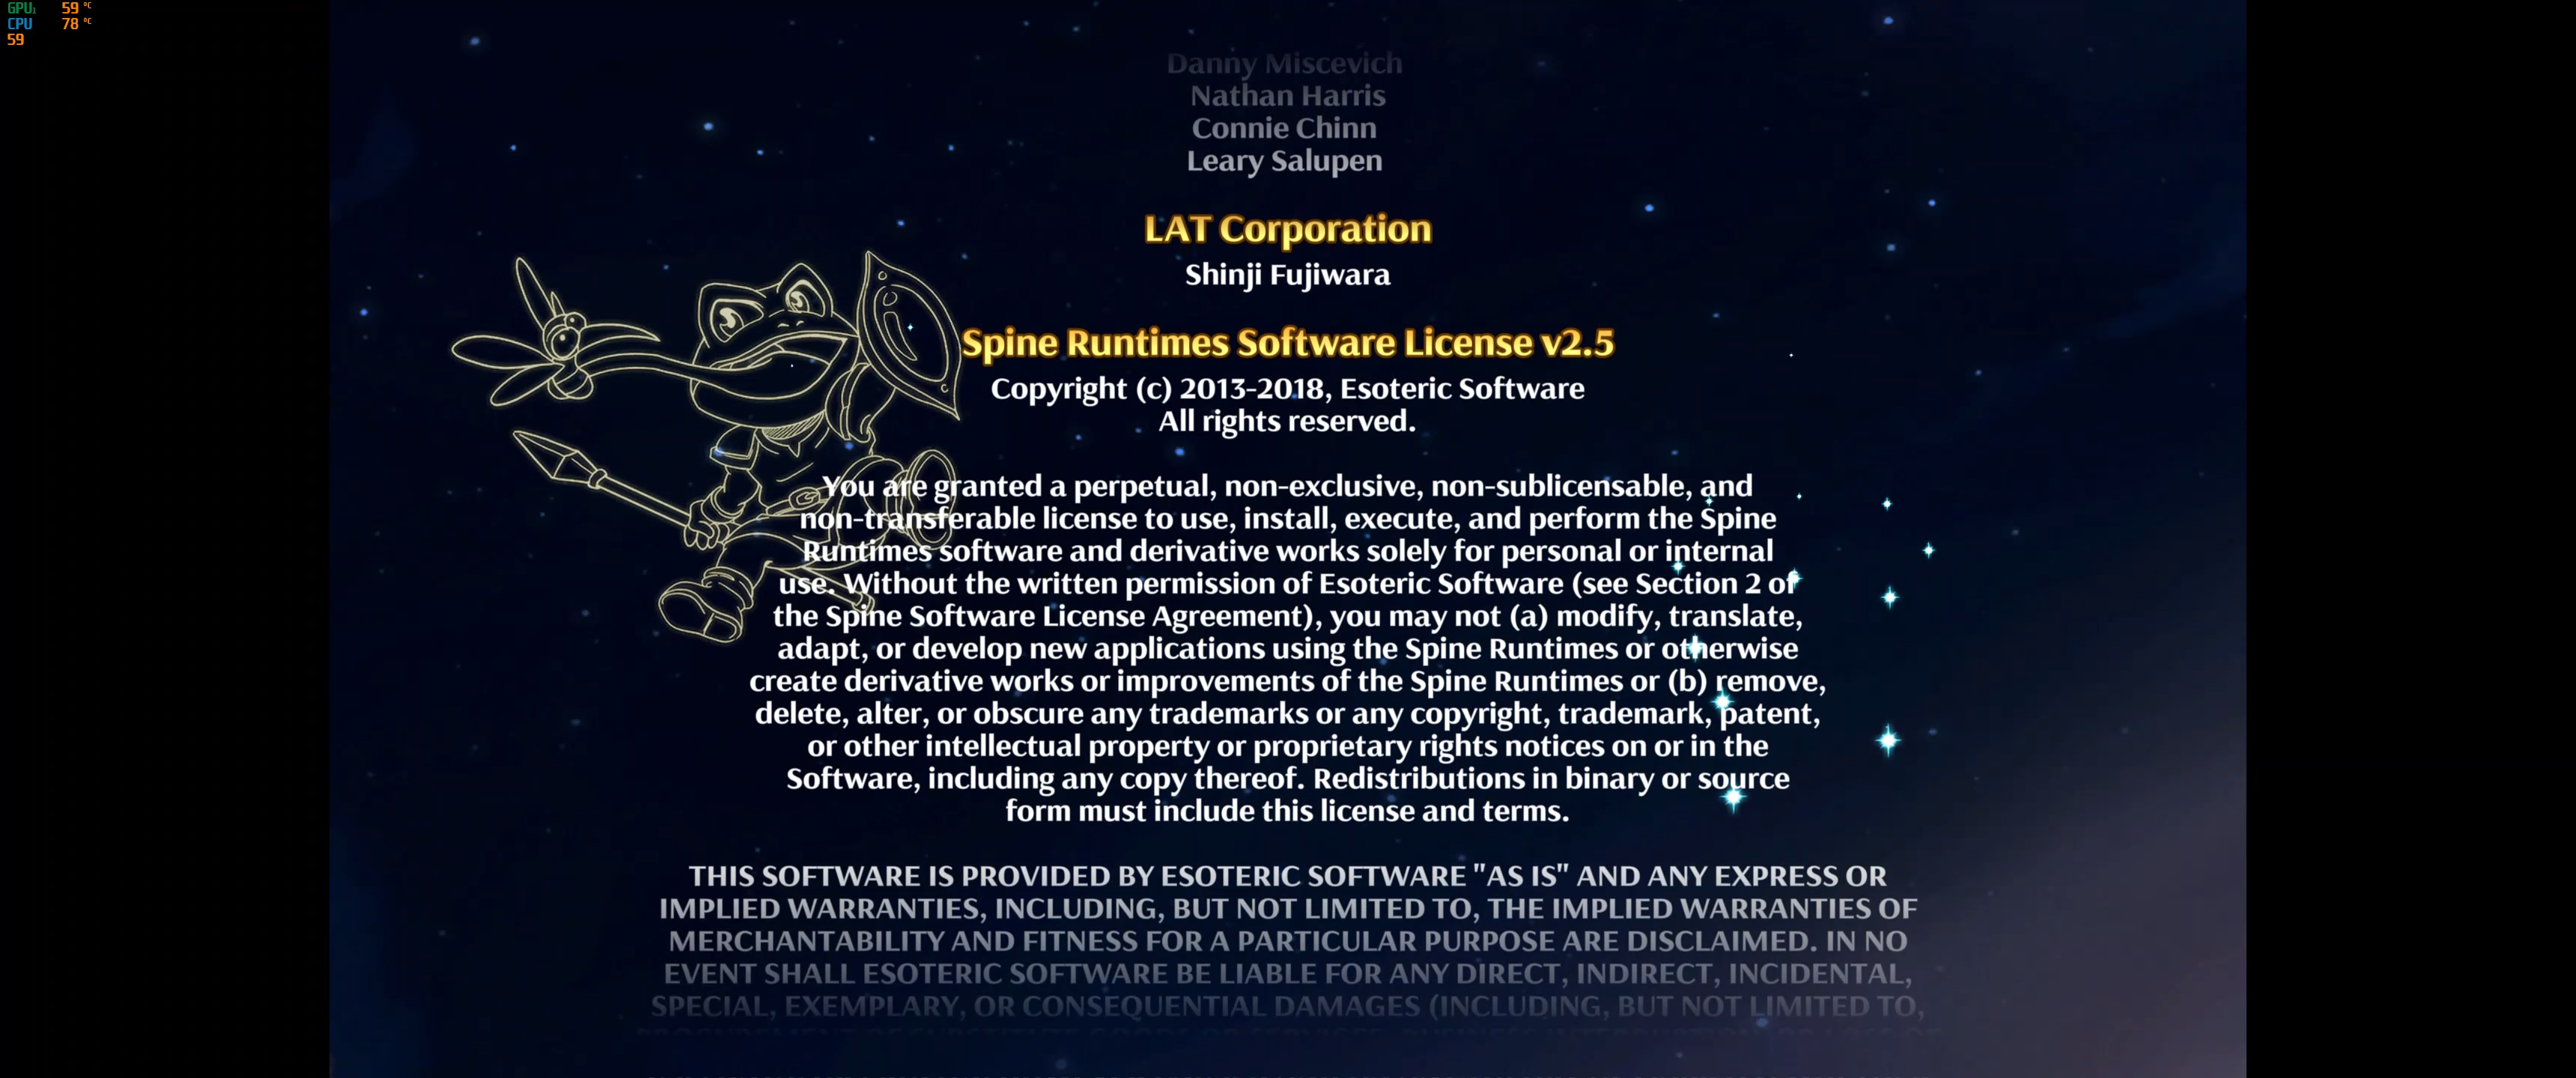 GPU1 59 °C
CPU 78 °C
59
Danny Miscevich
Nathan Harris
Connie Chinn
Leary Salupen
LAT Corporation
Shinji Fujiwara
Spine Runtimes Software License v2.5
Copyright (c) 2013-2018, Esoteric Software
All rights reserved.
You are granted a perpetual, non-exclusive, non-sublicensable, and
non-transferable license to use, install, execute, and perform the Spine
Runtimes software and derivative works solely for personal or internal
use. Without the written permission of Esoteric Software (see Section 2 of
the Spine Software License Agreement), you may not (a) modify, translate,
adapt, or develop new applications using the Spine Runtimes or otherwise
create derivative works or improvements of the Spine Runtimes or (b) remove,
delete, alter, or obscure any trademarks or any copyright, trademark, patent,
or other intellectual property or proprietary rights notices on or in the
Software, including any copy thereof. Redistributions in binary or source
form must include this license and terms.
THIS SOFTWARE IS PROVIDED BY ESOTERIC SOFTWARE "AS IS" AND ANY EXPRESS OR
IMPLIED WARRANTIES, INCLUDING, BUT NOT LIMITED TO, THE IMPLIED WARRANTIES OF
MERCHANTABILITY AND FITNESS FOR A PARTICULAR PURPOSE ARE DISCLAIMED. IN NO
EVENT SHALL ESOTERIC SOFTWARE BE LIABLE FOR ANY DIRECT, INDIRECT, INCIDENTAL,
SPECIAL, EXEMPLARY, OR CONSEQUENTIAL DAMAGES (INCLUDING, BUT NOT LIMITED TO,